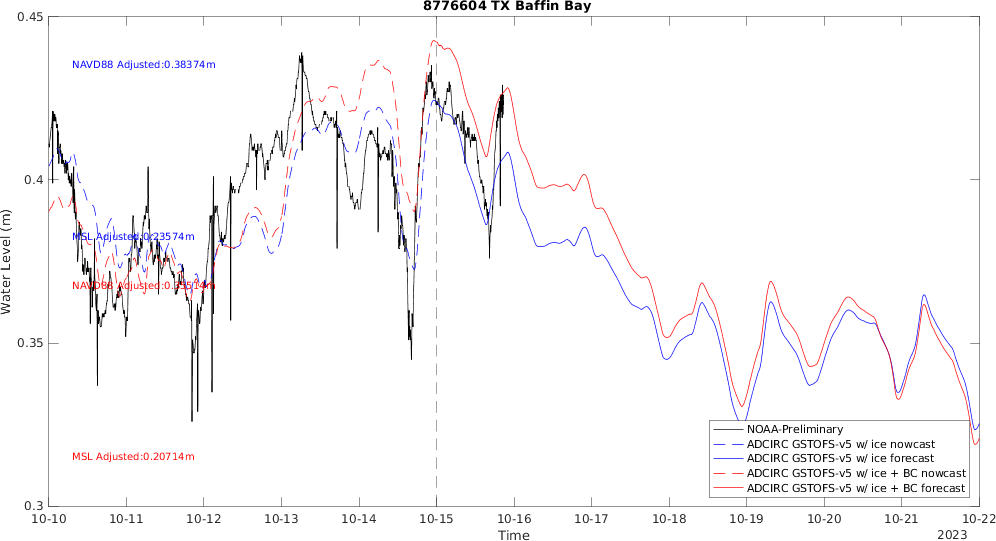 8776604 TX Baffin Bay
0.45
NAVD88 Adjusted:0.38374m
0.4
Water Level (m)
MSL Adjusted:0.23574m
NAVD88 Adjusted:0.35514m
0.35
MSL Adjusted:0.20714m
NOAA-Preliminary
ADCIRC GSTOFS-v5 w/ ice nowcast
ADCIRC GSTOFS-v5 w/ ice forecast
ADCIRC GSTOFS-v5 w/ ice + BC nowcast
ADCIRC GSTOFS-v5 w/ ice + BC forecast
0.3
10-10 10-11 10-12 10-13 10-14 10-15 10-16 10-17 10-18 10-19 10-20 10-21 10-22
Time
2023